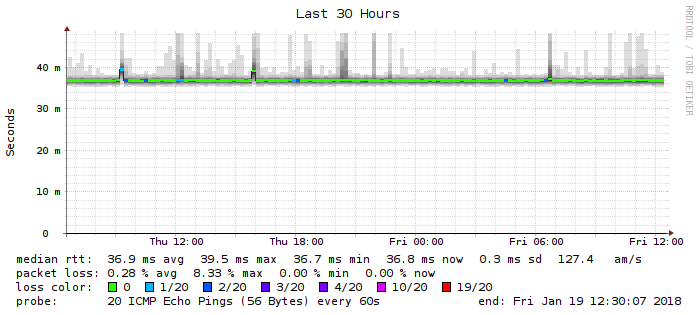 Last 30 Hours
RRDTOOL / TOBI OETIKER
Seconds
40 m
30 m
20 m
10 m
0
Thu 12:00 Thu 18:00 Fri 00:00 Fri 06:00 Fri 12:00
median rtt: 36.9 ms avg 39.5 ms max 36.7 ms min 36.8 ms now 0.3 ms sd 127.4 am/s
packet loss: 0.28 % avg 8.33 % max 0.00 % min 0.00 % now
loss color: 0 1/20 2/20 3/20 4/20 10/20 19/20
probe: 20 ICMP Echo Pings (56 Bytes) every 60s end: Fri Jan 19 12:30:07 2018